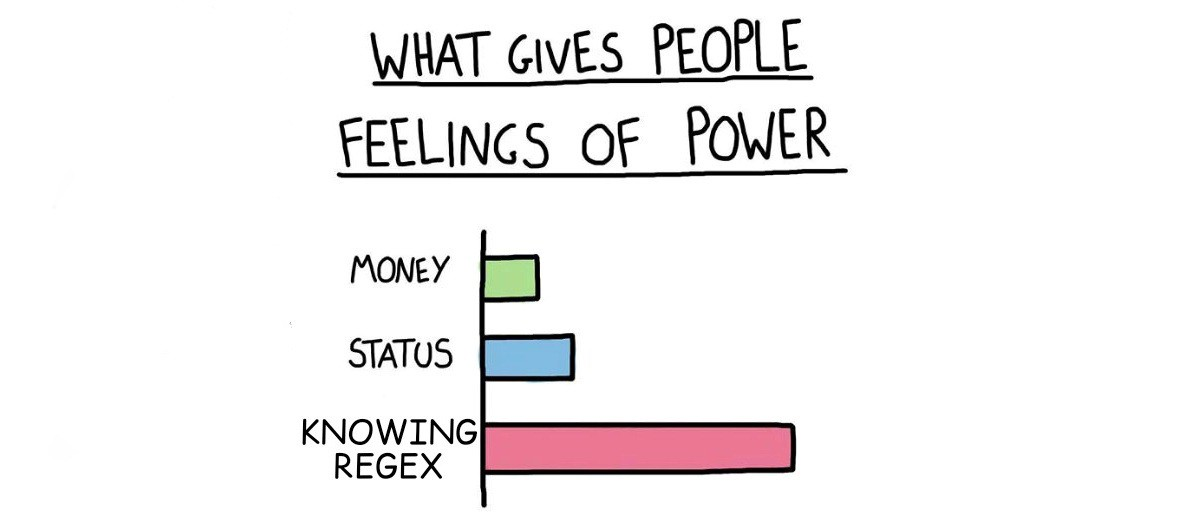 WHAT GIVES PEOPLE
FEELINGS OF POWER
MONEY
STATUS
KNOWING
REGEX